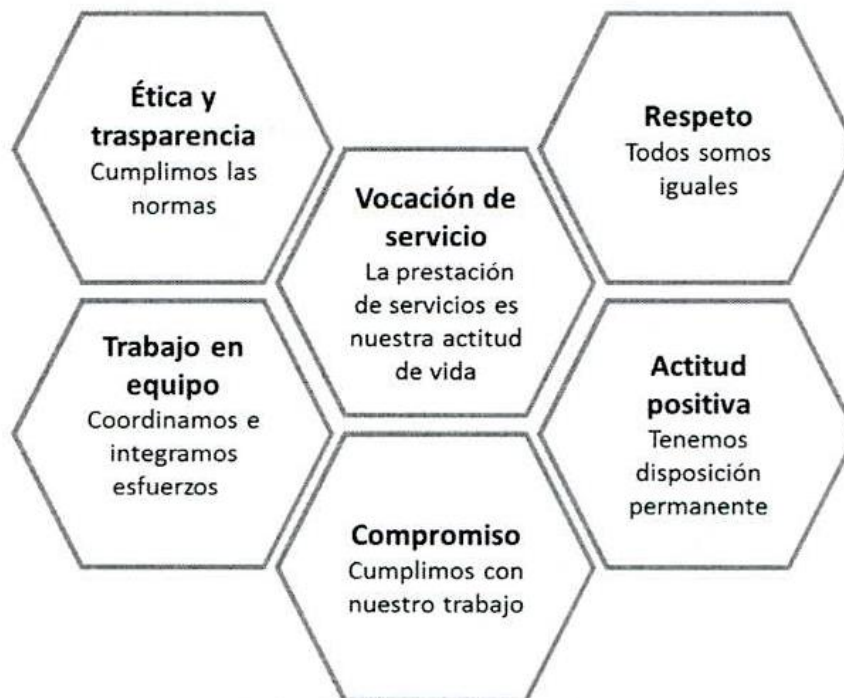 Ética y
trasparencia
Cumplimos las
normas
Respeto
Todos somos
iguales
Vocación de
servicio
La prestación
de servicios es
nuestra actitud
de vida
Trabajo en
equipo
Coordinamos e
integramos
esfuerzos
Actitud
positiva
Tenemos
disposición
permanente
Compromiso
Cumplimos con
nuestro trabajo